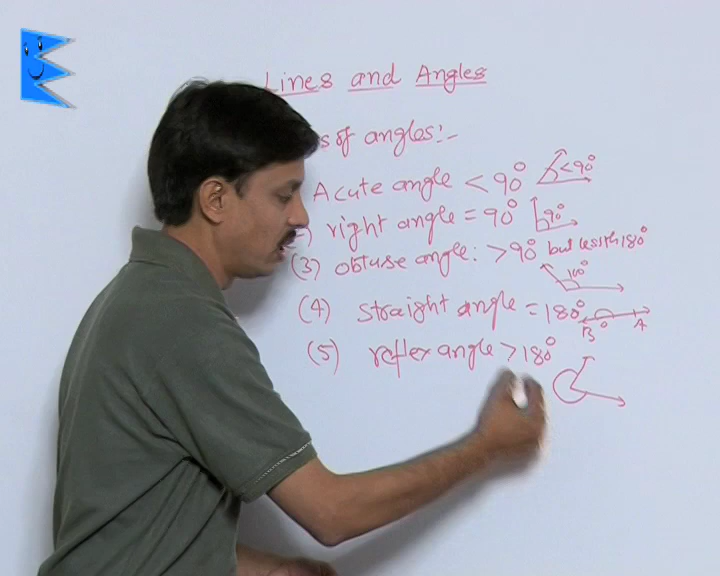 Lines and Angles
s of angles:-
Acute angle < 90° <90°
) right angle = 90° 90°
(3) obtuse angle: > 90° but less th 180°
100°
(4) straight angle = 180°
B O A
(5) reflex angle > 180°